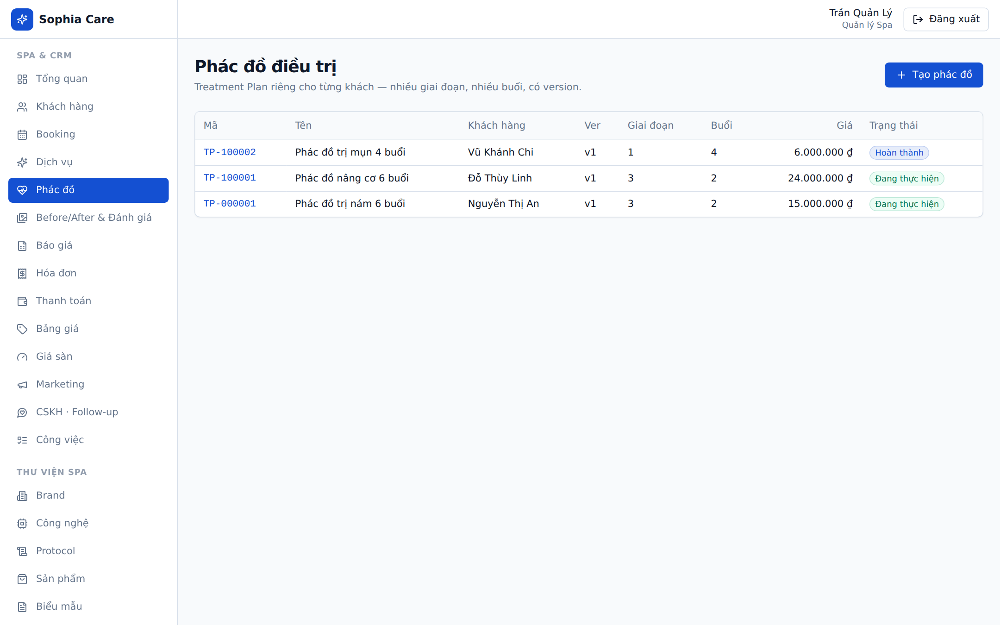 Sophia Care
Trần Quản Lý
Quản lý Spa
Đăng xuất
SPA & CRM
Tổng quan
Khách hàng
Booking
Dịch vụ
Phác đồ
Before/After & Đánh giá
Báo giá
Hóa đơn
Thanh toán
Bảng giá
Giá sàn
Marketing
CSKH · Follow-up
Công việc
THƯ VIỆN SPA
Brand
Công nghệ
Protocol
Sản phẩm
Biểu mẫu
Phác đồ điều trị
Treatment Plan riêng cho từng khách — nhiều giai đoạn, nhiều buổi, có version.
Tạo phác đồ
Mã Tên Khách hàng Ver Giai đoạn Buổi Giá Trạng thái
TP-100002 Phác đồ trị mụn 4 buổi Vũ Khánh Chi v1 1 4 6.000.000 ₫ Hoàn thành
TP-100001 Phác đồ nâng cơ 6 buổi Đỗ Thùy Linh v1 3 2 24.000.000 ₫ Đang thực hiện
TP-000001 Phác đồ trị nám 6 buổi Nguyễn Thị An v1 3 2 15.000.000 ₫ Đang thực hiện